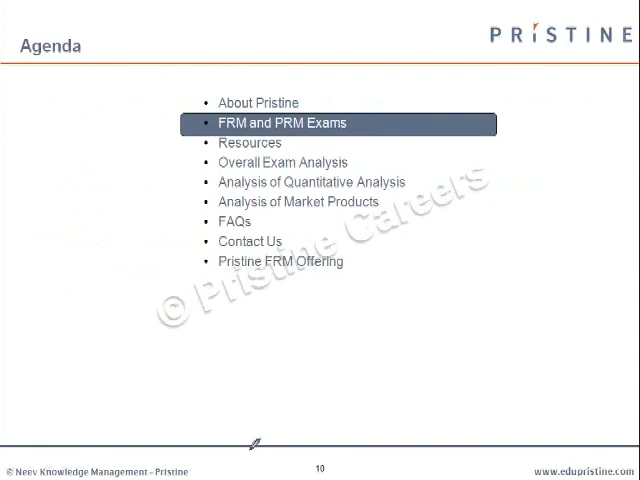 Agenda
PRiSTINE
• About Pristine
• FRM and PRM Exams
• Resources
• Overall Exam Analysis
• Analysis of Quantitative Analysis
• Analysis of Market Products
• FAQs
• Contact Us
• Pristine FRM Offering
© Pristine Careers
© Neev Knowledge Management - Pristine
10
www.edupristine.com